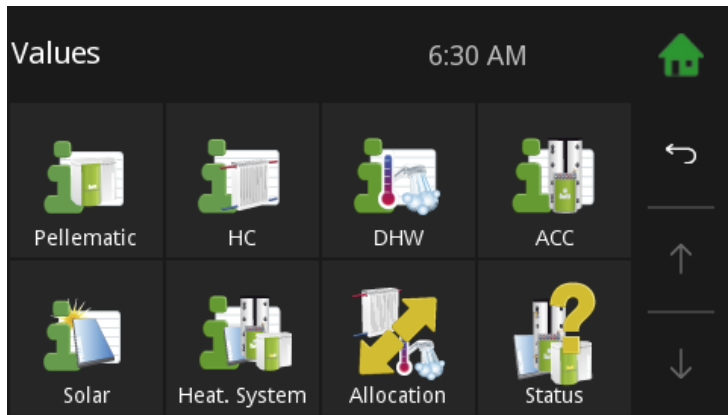 Values
6:30 AM
Pellematic
HC
DHW
ACC
Solar
Heat. System
Allocation
Status